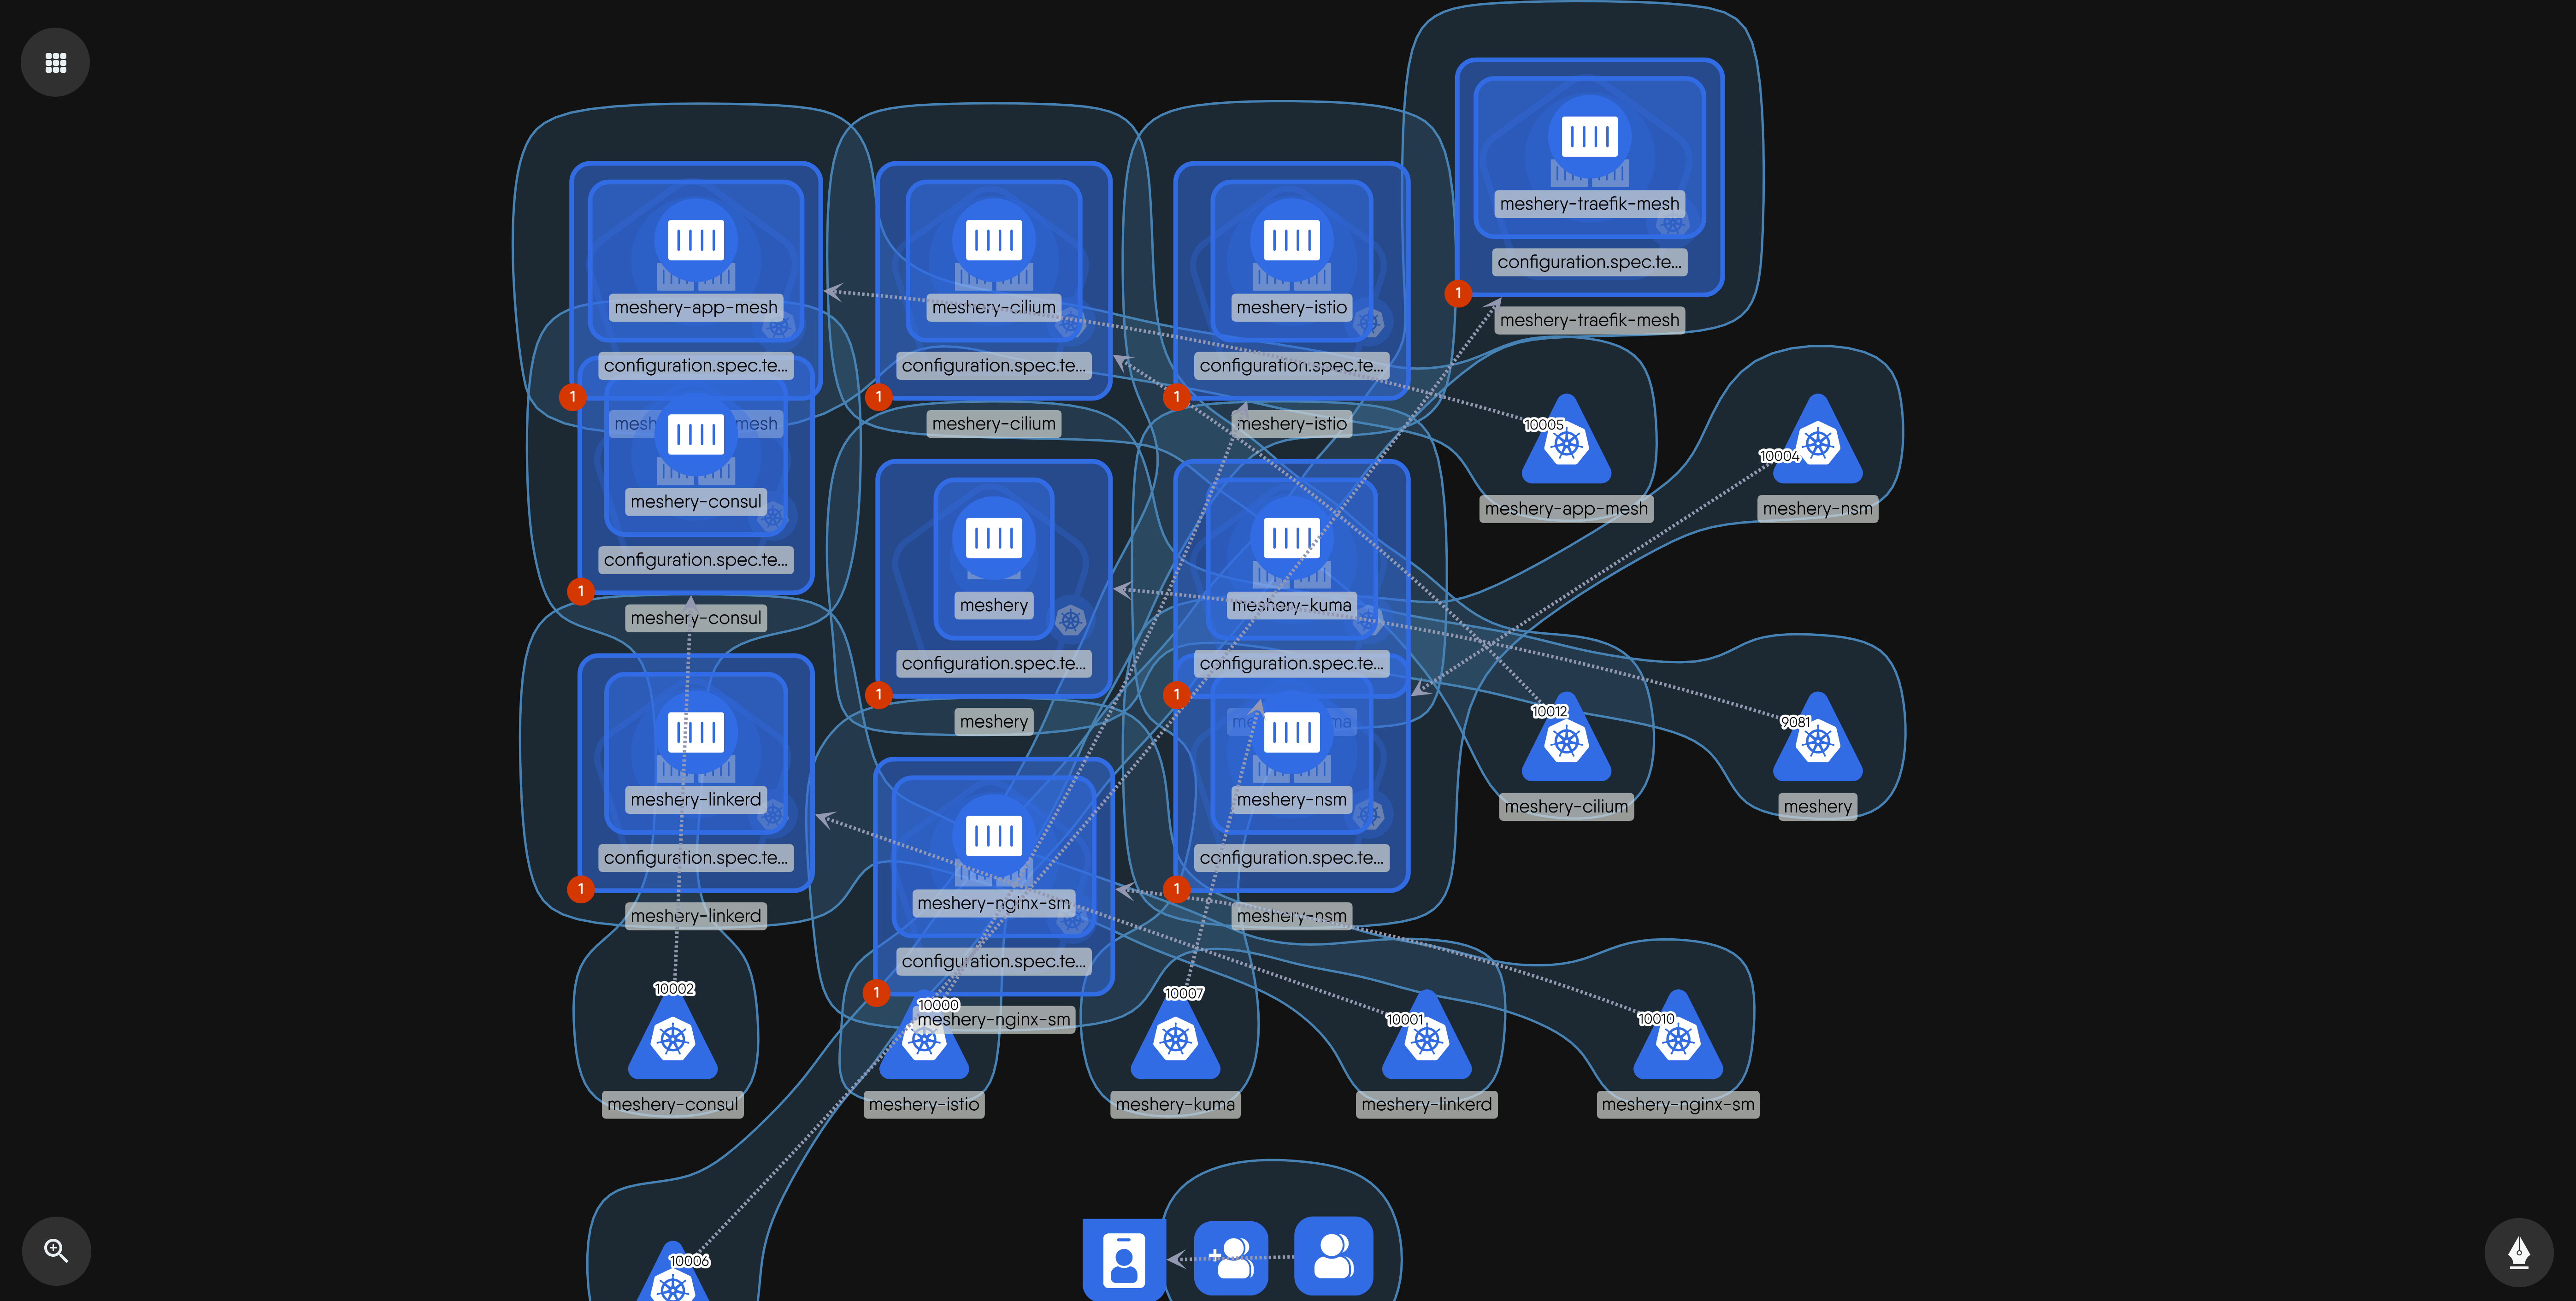 meshery-traefik-mesh
configuration.spec.te...
1
meshery-traefik-mesh
meshery-app-mesh
configuration.spec.te...
1
meshery-cilium
configuration.spec.te...
1
meshery-cilium
meshery-istio
configuration.spec.te...
1
meshery-istio
meshery-consul
configuration.spec.te...
1
meshery-consul
meshery
configuration.spec.te...
1
meshery
meshery-kuma
configuration.spec.te...
1
10005
meshery-app-mesh
10004
meshery-nsm
meshery-linkerd
configuration.spec.te...
1
meshery-linkerd
meshery-nginx-sm
configuration.spec.te...
1
meshery-nginx-sm
meshery-nsm
configuration.spec.te...
1
meshery-nsm
10012
meshery-cilium
9081
meshery
10002
meshery-consul
10000
meshery-istio
10007
meshery-kuma
10001
meshery-linkerd
10010
meshery-nginx-sm
10006